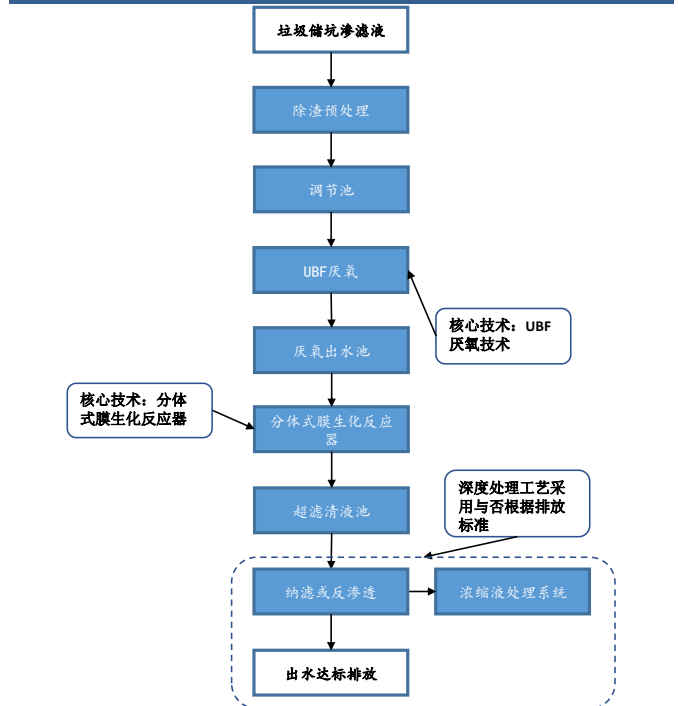 垃圾储坑渗滤液
除渣预处理
调节池
UBF厌氧
核心技术：UBF
厌氧技术
厌氧出水池
核心技术：分体
式膜生化反应器
分体式膜生化反应
器
深度处理工艺采
用与否根据排放
标准
超滤清液池
纳滤或反渗透
浓缩液处理系统
出水达标排放